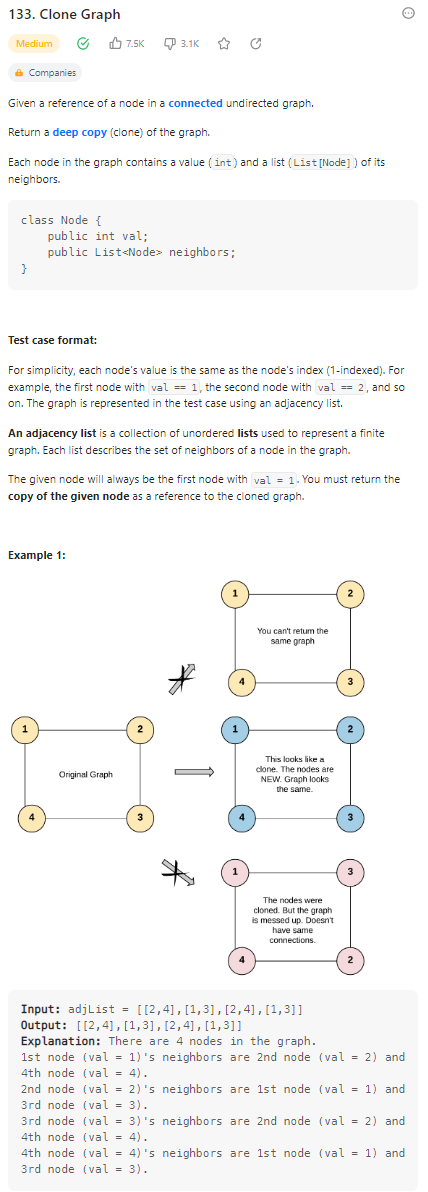 133. Clone Graph
Medium 7.5K 3.1K
Companies
Given a reference of a node in a connected undirected graph.
Return a deep copy (clone) of the graph.
Each node in the graph contains a value (int) and a list (List[Node]) of its
neighbors.
class Node {
public int val;
public List<Node> neighbors;
}
Test case format:
For simplicity, each node's value is the same as the node's index (1-indexed). For
example, the first node with val == 1, the second node with val == 2, and so
on. The graph is represented in the test case using an adjacency list.
An adjacency list is a collection of unordered lists used to represent a finite
graph. Each list describes the set of neighbors of a node in the graph.
The given node will always be the first node with val = 1. You must return the
copy of the given node as a reference to the cloned graph.
Example 1:
1 2
You can't return the
same graph
4 3
1 2
Original Graph
4 3
1 2
This looks like a
clone. The nodes are
NEW. Graph looks
the same.
4 3
1 3
The nodes were
cloned. But the graph
is messed up. Doesn't
have same
connections.
4 2
Input: adjList = [[2,4],[1,3],[2,4],[1,3]]
Output: [[2,4],[1,3],[2,4],[1,3]]
Explanation: There are 4 nodes in the graph.
1st node (val = 1)'s neighbors are 2nd node (val = 2) and
4th node (val = 4).
2nd node (val = 2)'s neighbors are 1st node (val = 1) and
3rd node (val = 3).
3rd node (val = 3)'s neighbors are 2nd node (val = 2) and
4th node (val = 4).
4th node (val = 4)'s neighbors are 1st node (val = 1) and
3rd node (val = 3).